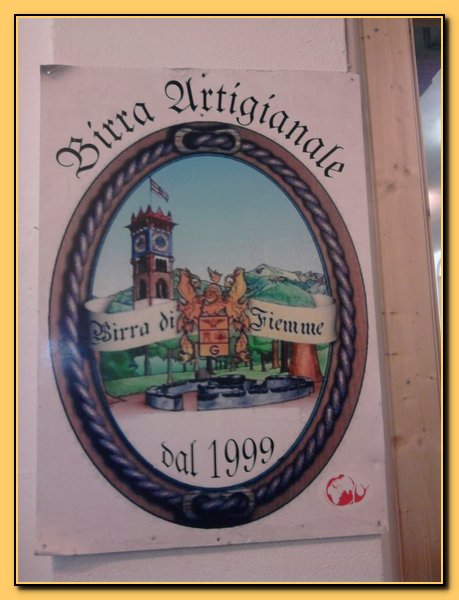 Birra Artigianale
Birra di Fiemme
G
dal 1999